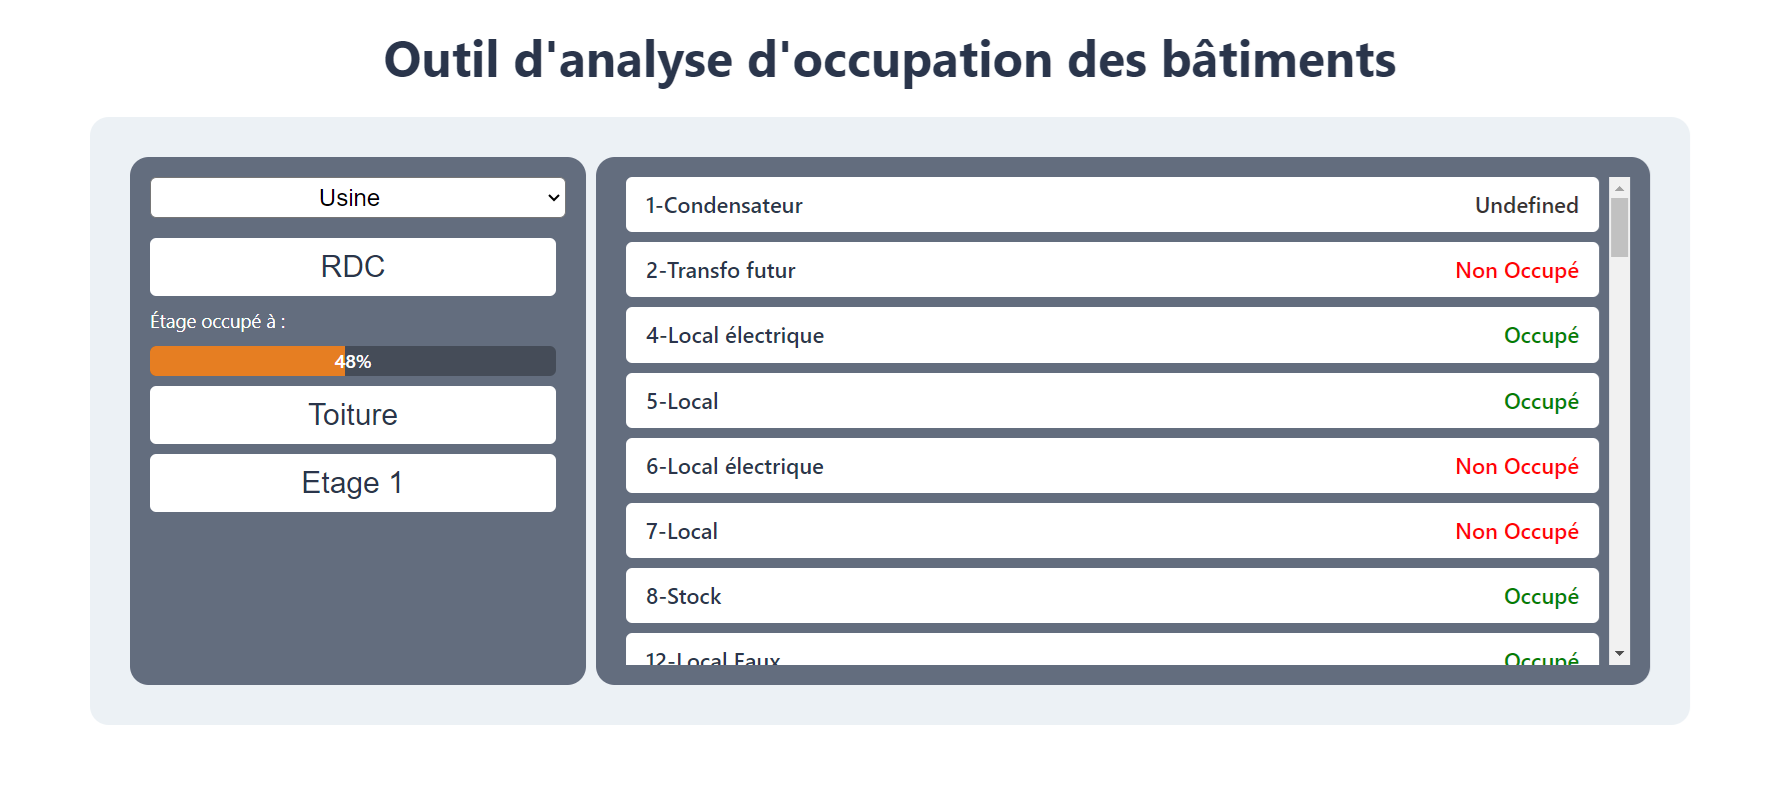 Outil d'analyse d'occupation des bâtiments
Usine
RDC
Étage occupé à :
48%
Toiture
Etage 1
1-Condensateur Undefined
2-Transfo futur Non Occupé
4-Local électrique Occupé
5-Local Occupé
6-Local électrique Non Occupé
7-Local Non Occupé
8-Stock Occupé
12-Local Eaux Occupé